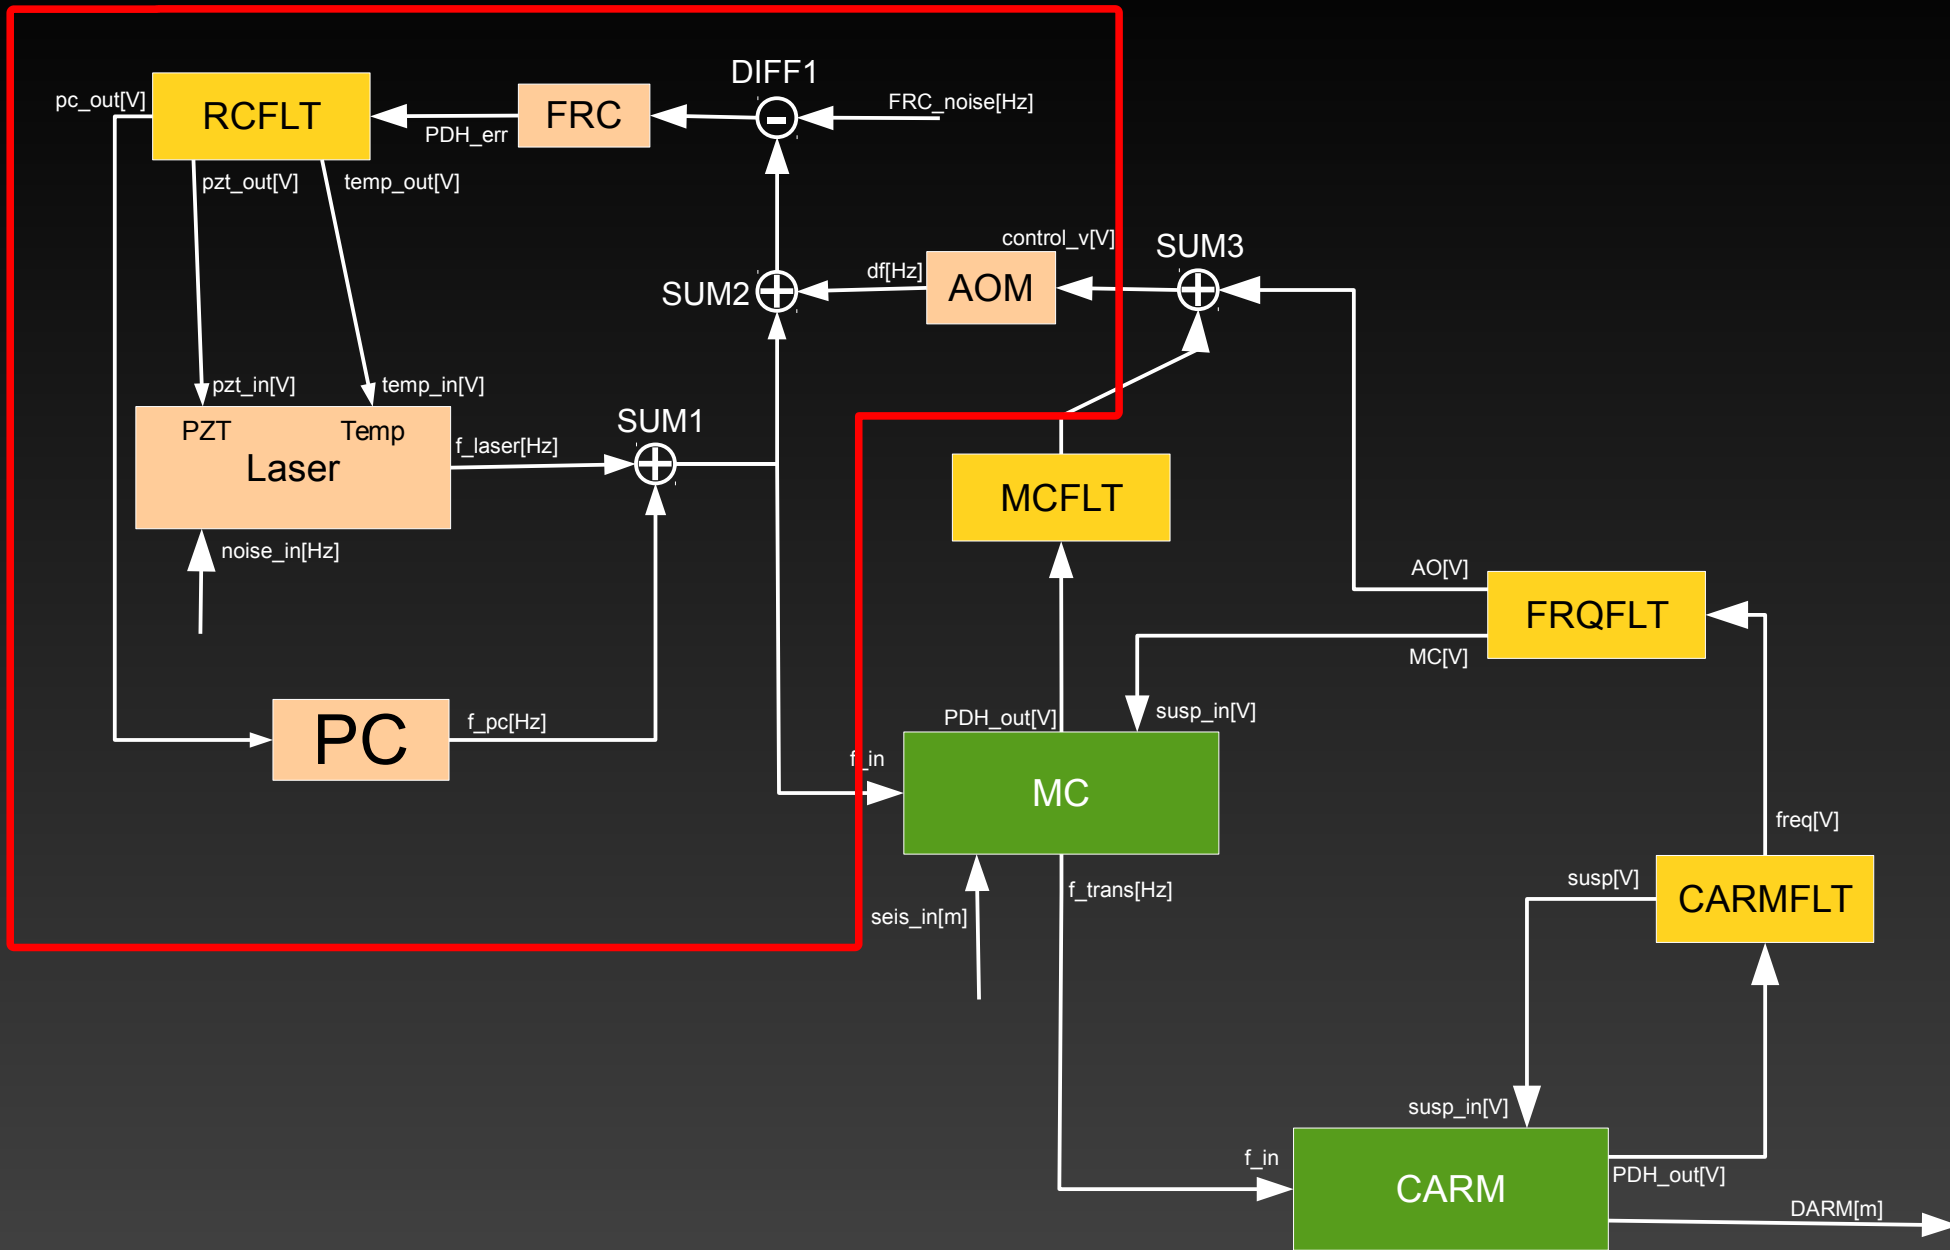 DIFF1
pc_out[V]
RCFLT
FRC
FRC_noise[Hz]
-
PDH_err
pzt_out[V]
temp_out[V]
control_v[V]
SUM3
df[Hz]
SUM2
AOM
+
+
pzt_in[V]
temp_in[V]
SUM1
PZT
Temp
f_laser[Hz]
Laser
+
MCFLT
noise_in[Hz]
AO[V]
FRQFLT
MC[V]
PDH_out[V]
susp_in[V]
f_pc[Hz]
PC
f_in
MC
freq[V]
f_trans[Hz]
susp[V]
CARMFLT
seis_in[m]
susp_in[V]
f_in
PDH_out[V]
CARM
DARM[m]